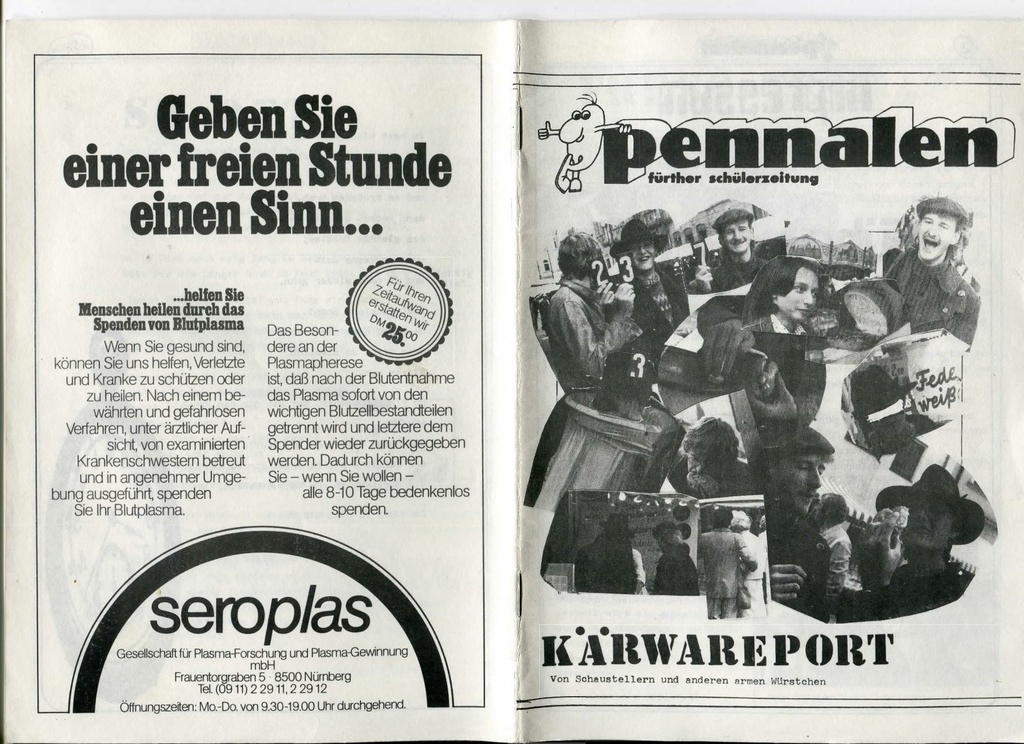 Geben Sie
einer freien Stunde
einen Sinn...
...helfen Sie
Menschen heilen durch das
Spenden von Blutplasma
Wenn Sie gesund sind,
können Sie uns helfen, Verletzte
und Kranke zu schützen oder
zu heilen. Nach einem be-
währten und gefahrlosen
Verfahren, unter ärztlicher Auf-
sicht, von examinierten
Krankenschwestern betreut
und in angenehmer Umge-
bung ausgeführt, spenden
Sie Ihr Blutplasma.
Für Ihren
Zeitaufwand
erstatten wir
DM 25.00
Das Beson-
dere an der
Plasmapherese
ist, daß nach der Blutentnahme
das Plasma sofort von den
wichtigen Blutzellbestandteilen
getrennt wird und letztere dem
Spender wieder zurückgegeben
werden. Dadurch können
Sie – wenn Sie wollen –
alle 8-10 Tage bedenkenlos
spenden.
seroplas
Gesellschaft für Plasma-Forschung und Plasma-Gewinnung
mbH
Frauentorgraben 5 · 8500 Nürnberg
Tel. (09 11) 2 29 11, 2 29 12
Öffnungszeiten: Mo.-Do. von 9.30-19.00 Uhr durchgehend.
pennalen
fürther schülerzeitung
2 3
7
3
Fede
weiß
KÄRWAREPORT
Von Schaustellern und anderen armen Würstchen